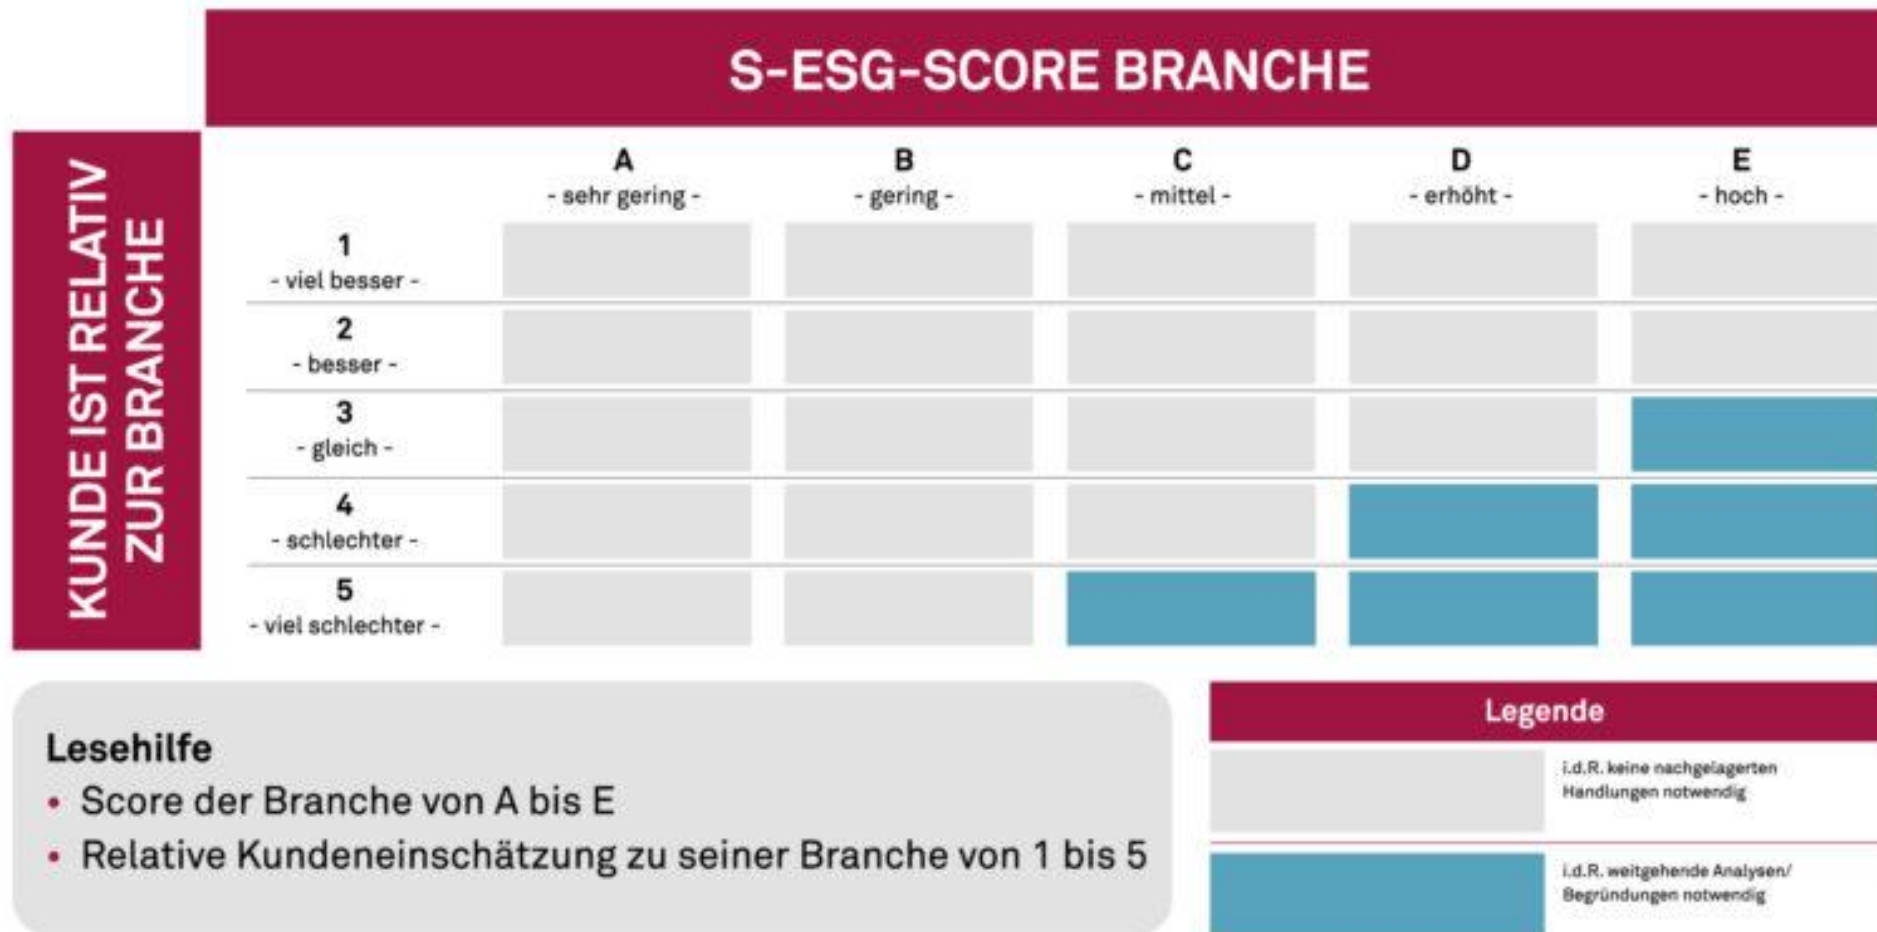 S-ESG-SCORE BRANCHE
KUNDE IST RELATIV
ZUR BRANCHE
A
- sehr gering -
B
- gering -
C
- mittel -
D
- erhöht -
E
- hoch -
1
- viel besser -
2
- besser -
3
- gleich -
4
- schlechter -
5
- viel schlechter -
Lesehilfe
• Score der Branche von A bis E
• Relative Kundeneinschätzung zu seiner Branche von 1 bis 5
Legende
i.d.R. keine nachgelagerten
Handlungen notwendig
i.d.R. weitgehende Analysen/
Begründungen notwendig